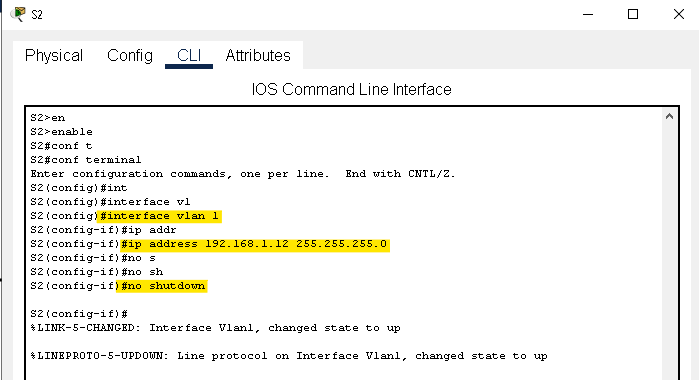 S2
Physical Config CLI Attributes
IOS Command Line Interface
S2>en
S2>enable
S2#conf t
S2#conf terminal
Enter configuration commands, one per line.  End with CNTL/Z.
S2(config)#int
S2(config)#interface vl
S2(config)#interface vlan 1
S2(config-if)#ip addr
S2(config-if)#ip address 192.168.1.12 255.255.255.0
S2(config-if)#no s
S2(config-if)#no sh
S2(config-if)#no shutdown
S2(config-if)#
%LINK-5-CHANGED: Interface Vlan1, changed state to up
%LINEPROTO-5-UPDOWN: Line protocol on Interface Vlan1, changed state to up